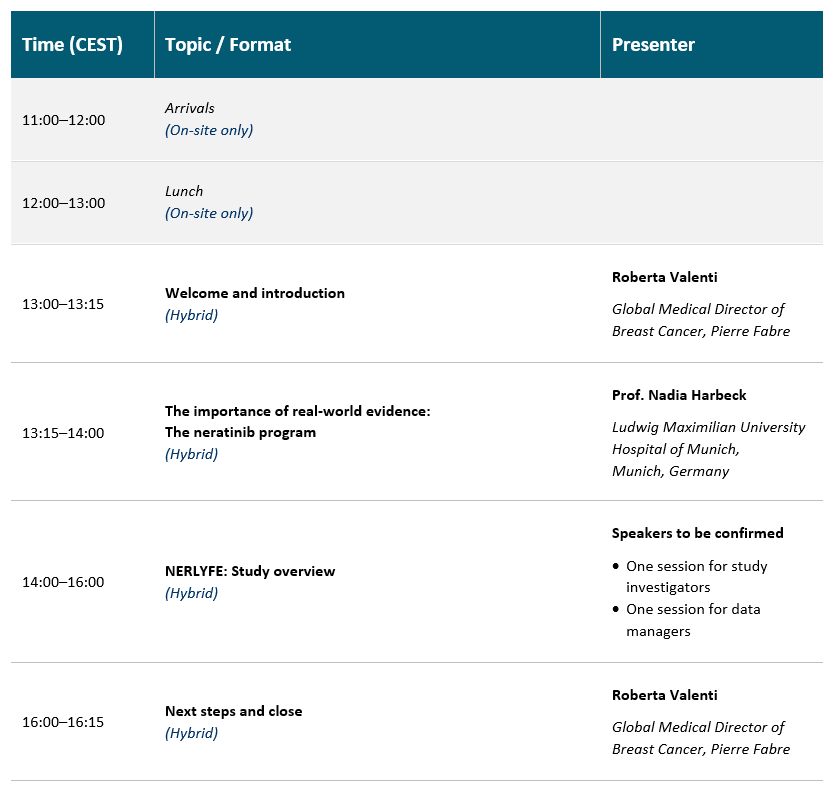 Time (CEST) Topic / Format Presenter
11:00–12:00
Arrivals
(On-site only)
12:00–13:00
Lunch
(On-site only)
13:00–13:15
Welcome and introduction
(Hybrid)
Roberta Valenti
Global Medical Director of
Breast Cancer, Pierre Fabre
13:15–14:00
The importance of real-world evidence:
The neratinib program
(Hybrid)
Prof. Nadia Harbeck
Ludwig Maximilian University
Hospital of Munich,
Munich, Germany
14:00–16:00
NERLYFE: Study overview
(Hybrid)
Speakers to be confirmed
• One session for study
investigators
• One session for data
managers
16:00–16:15
Next steps and close
(Hybrid)
Roberta Valenti
Global Medical Director of
Breast Cancer, Pierre Fabre